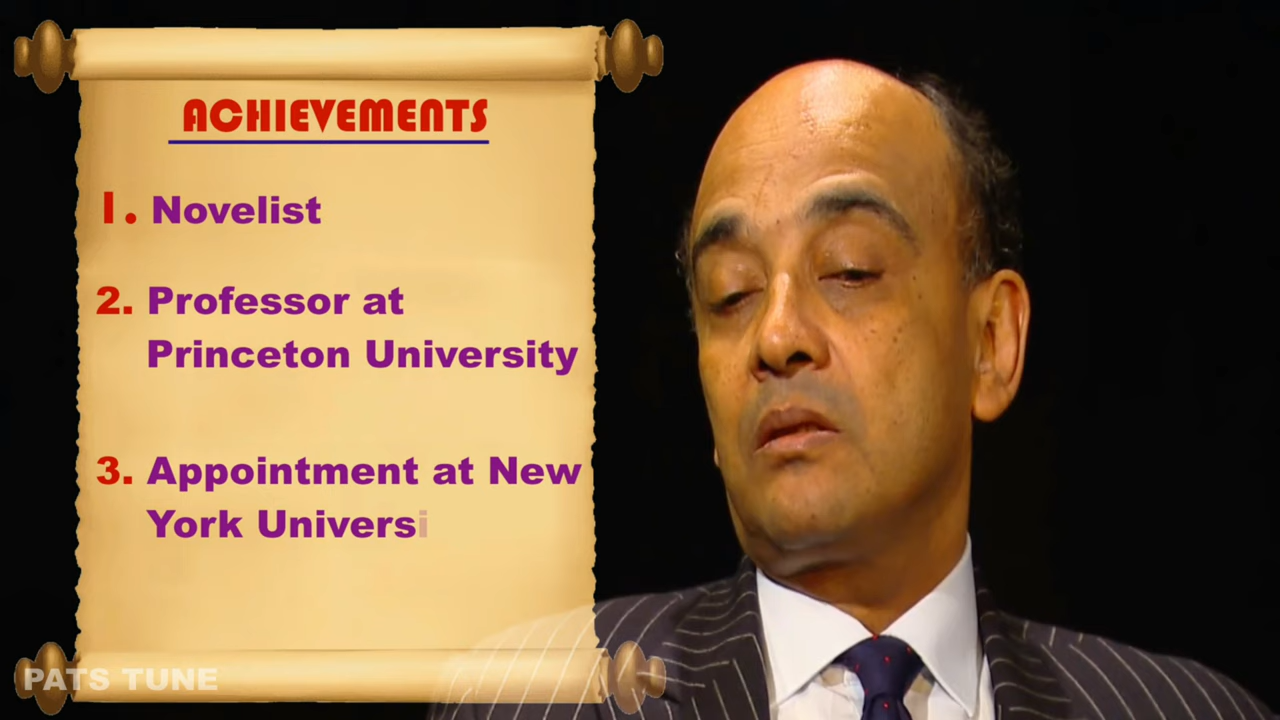 ACHIEVEMENTS
1. Novelist
2. Professor at
Princeton University
3. Appointment at New
York Universi
PATS TUNE